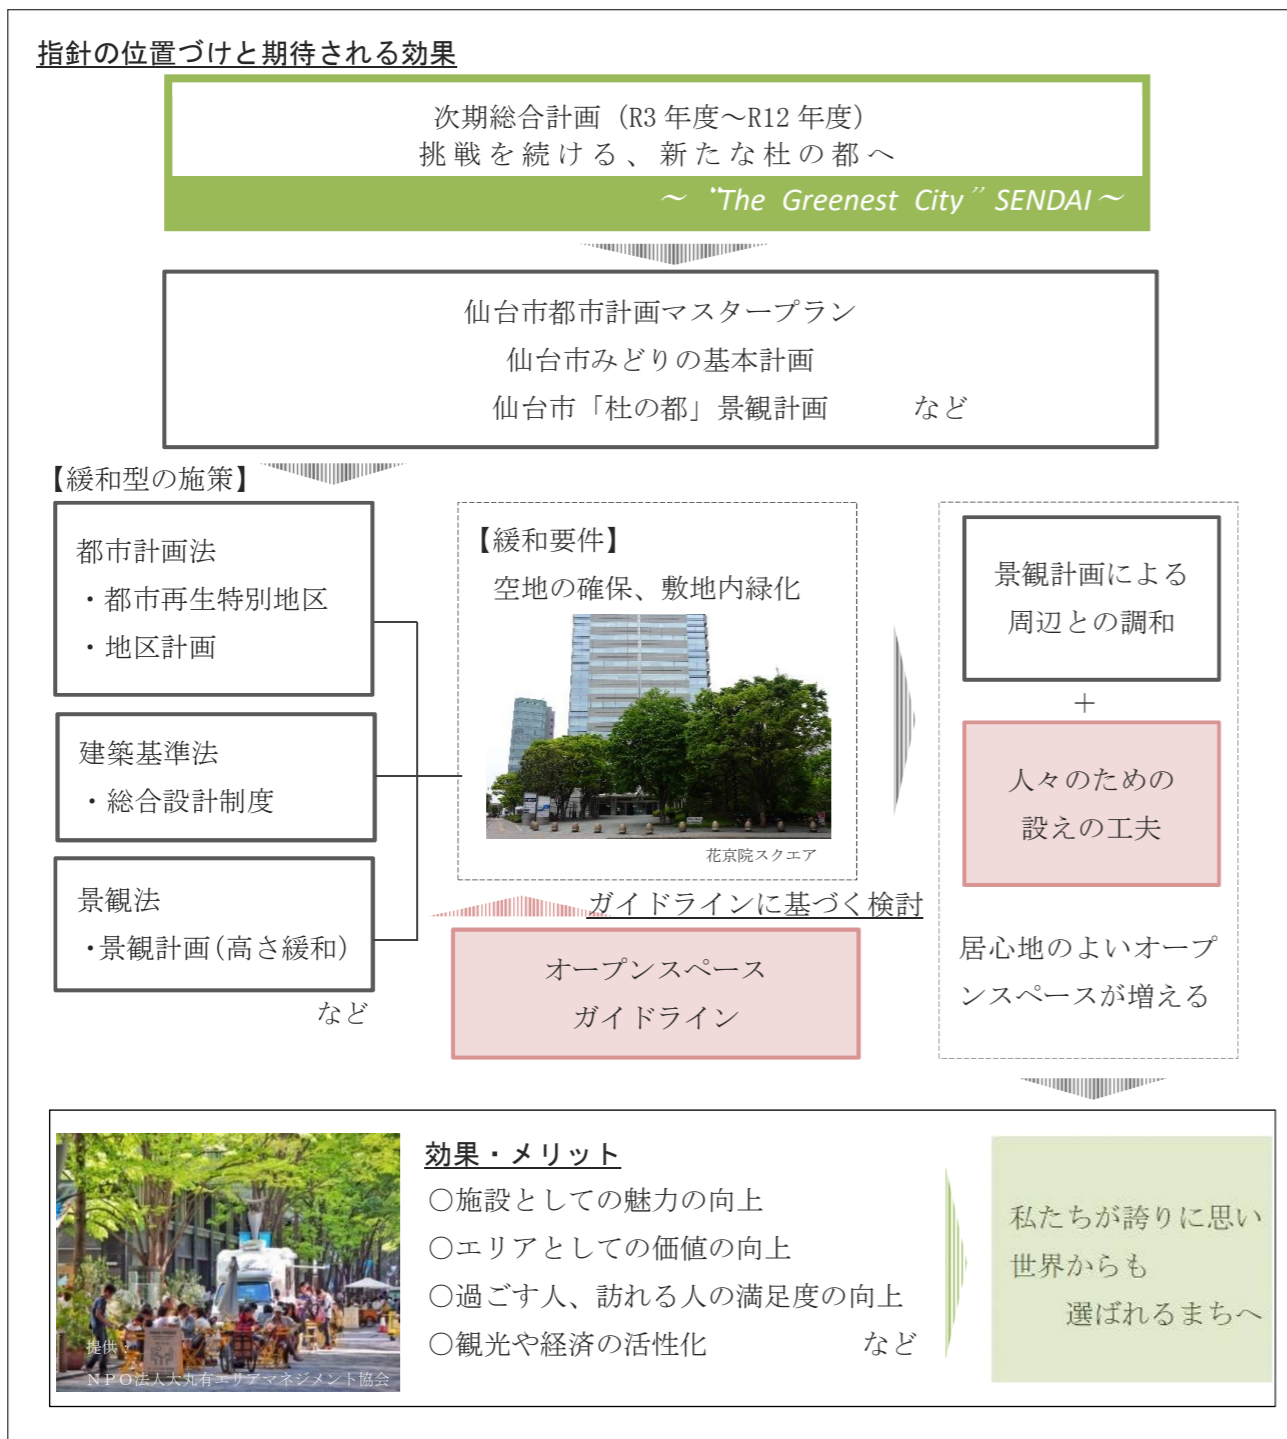 指針の位置づけと期待される効果
次期総合計画（R3 年度～R12 年度）
挑戦を続ける、新たな杜の都へ
～ “The Greenest City” SENDAI～
仙台市都市計画マスタープラン
仙台市みどりの基本計画
仙台市「杜の都」景観計画 など
【緩和型の施策】
都市計画法
・都市再生特別地区
・地区計画
建築基準法
・総合設計制度
景観法
・景観計画(高さ緩和)
など
【緩和要件】
空地の確保、敷地内緑化
花京院スクエア
ガイドラインに基づく検討
オープンスペース
ガイドライン
景観計画による
周辺との調和
＋
人々のための
設えの工夫
居心地のよいオープ
ンスペースが増える
提供：
ＮＰＯ法人大丸有エリアマネジメント協会
効果・メリット
○施設としての魅力の向上
○エリアとしての価値の向上
○過ごす人、訪れる人の満足度の向上
○観光や経済の活性化 など
私たちが誇りに思い
世界からも
選ばれるまちへ